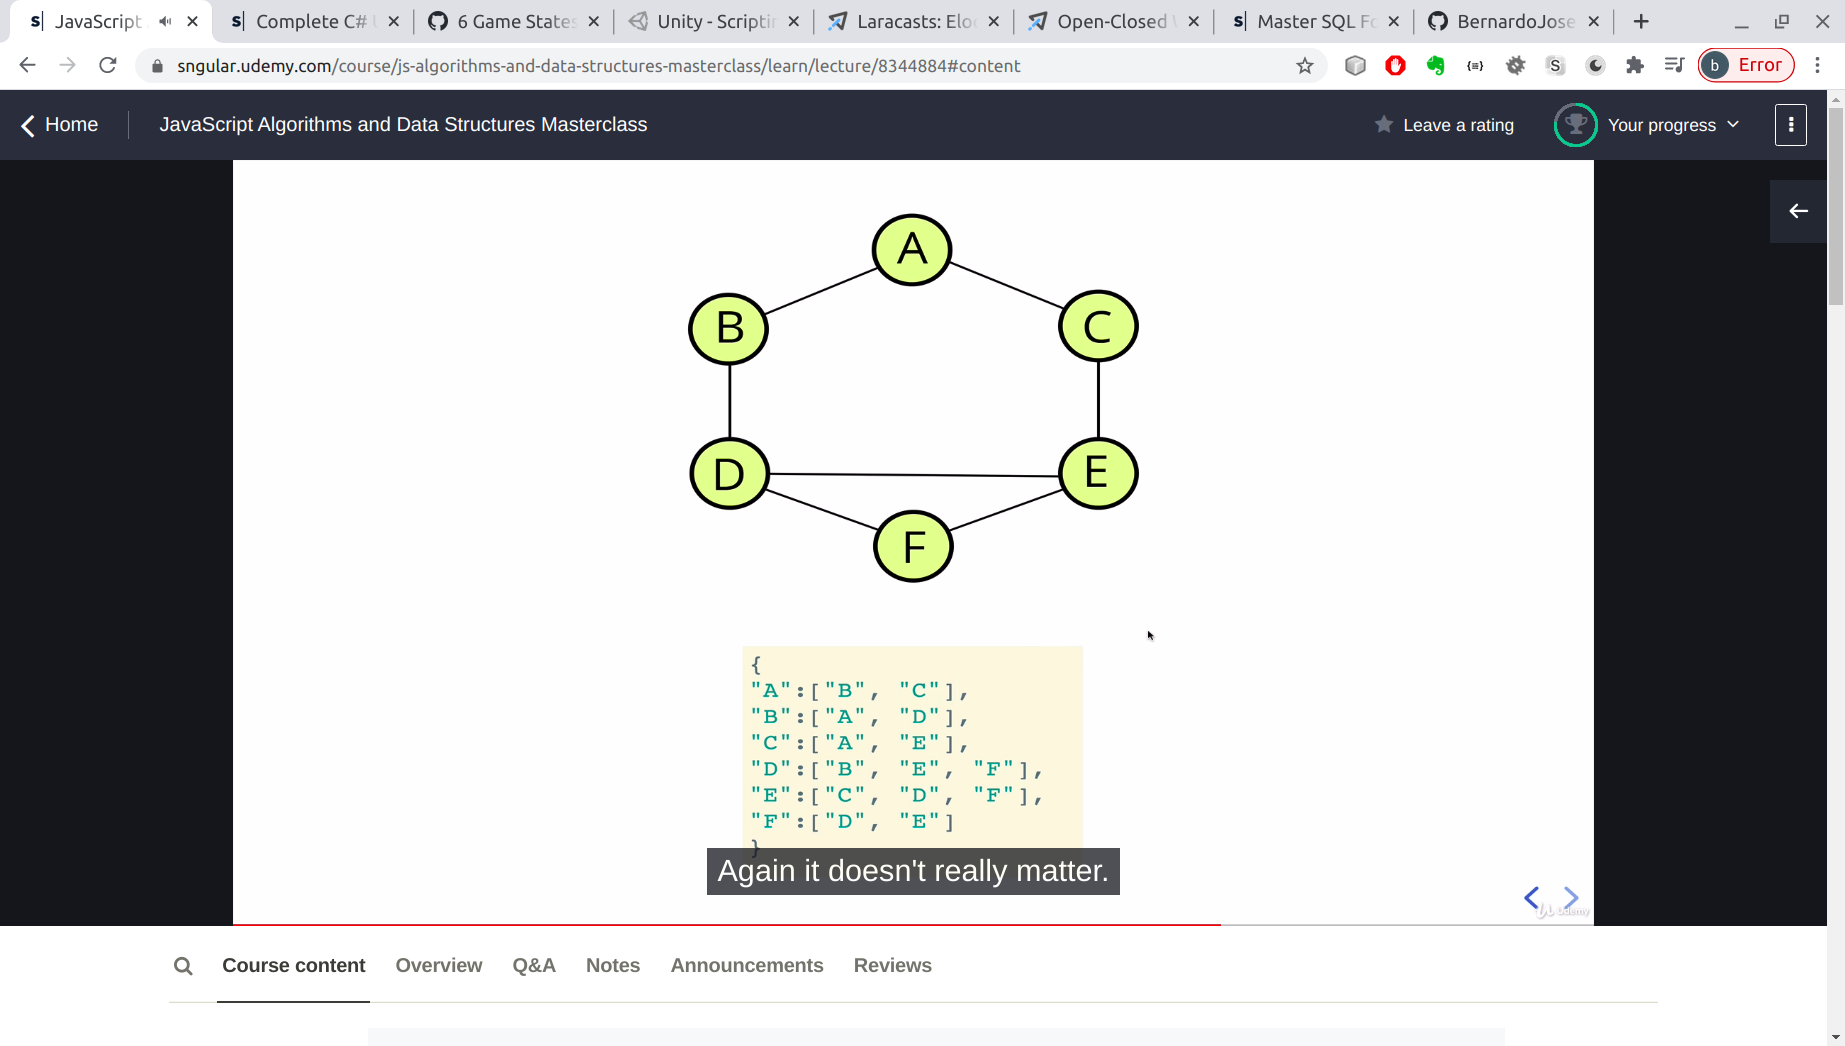 s| JavaScript
s| Complete C#
6 Game States
Unity - Scripti
Laracasts: Elo
Open-Closed
s| Master SQL Fo
BernardoJose
sngular.udemy.com/course/js-algorithms-and-data-structures-masterclass/learn/lecture/8344884#content
S
b Error
Home
JavaScript Algorithms and Data Structures Masterclass
Leave a rating
Your progress
A
B
C
D
E
F
{
"A":["B", "C"],
"B":["A", "D"],
"C":["A", "E"],
"D":["B", "E", "F"],
"E":["C", "D", "F"],
"F":["D", "E"]
}
Again it doesn't really matter.
Udemy
Course content
Overview
Q&A
Notes
Announcements
Reviews